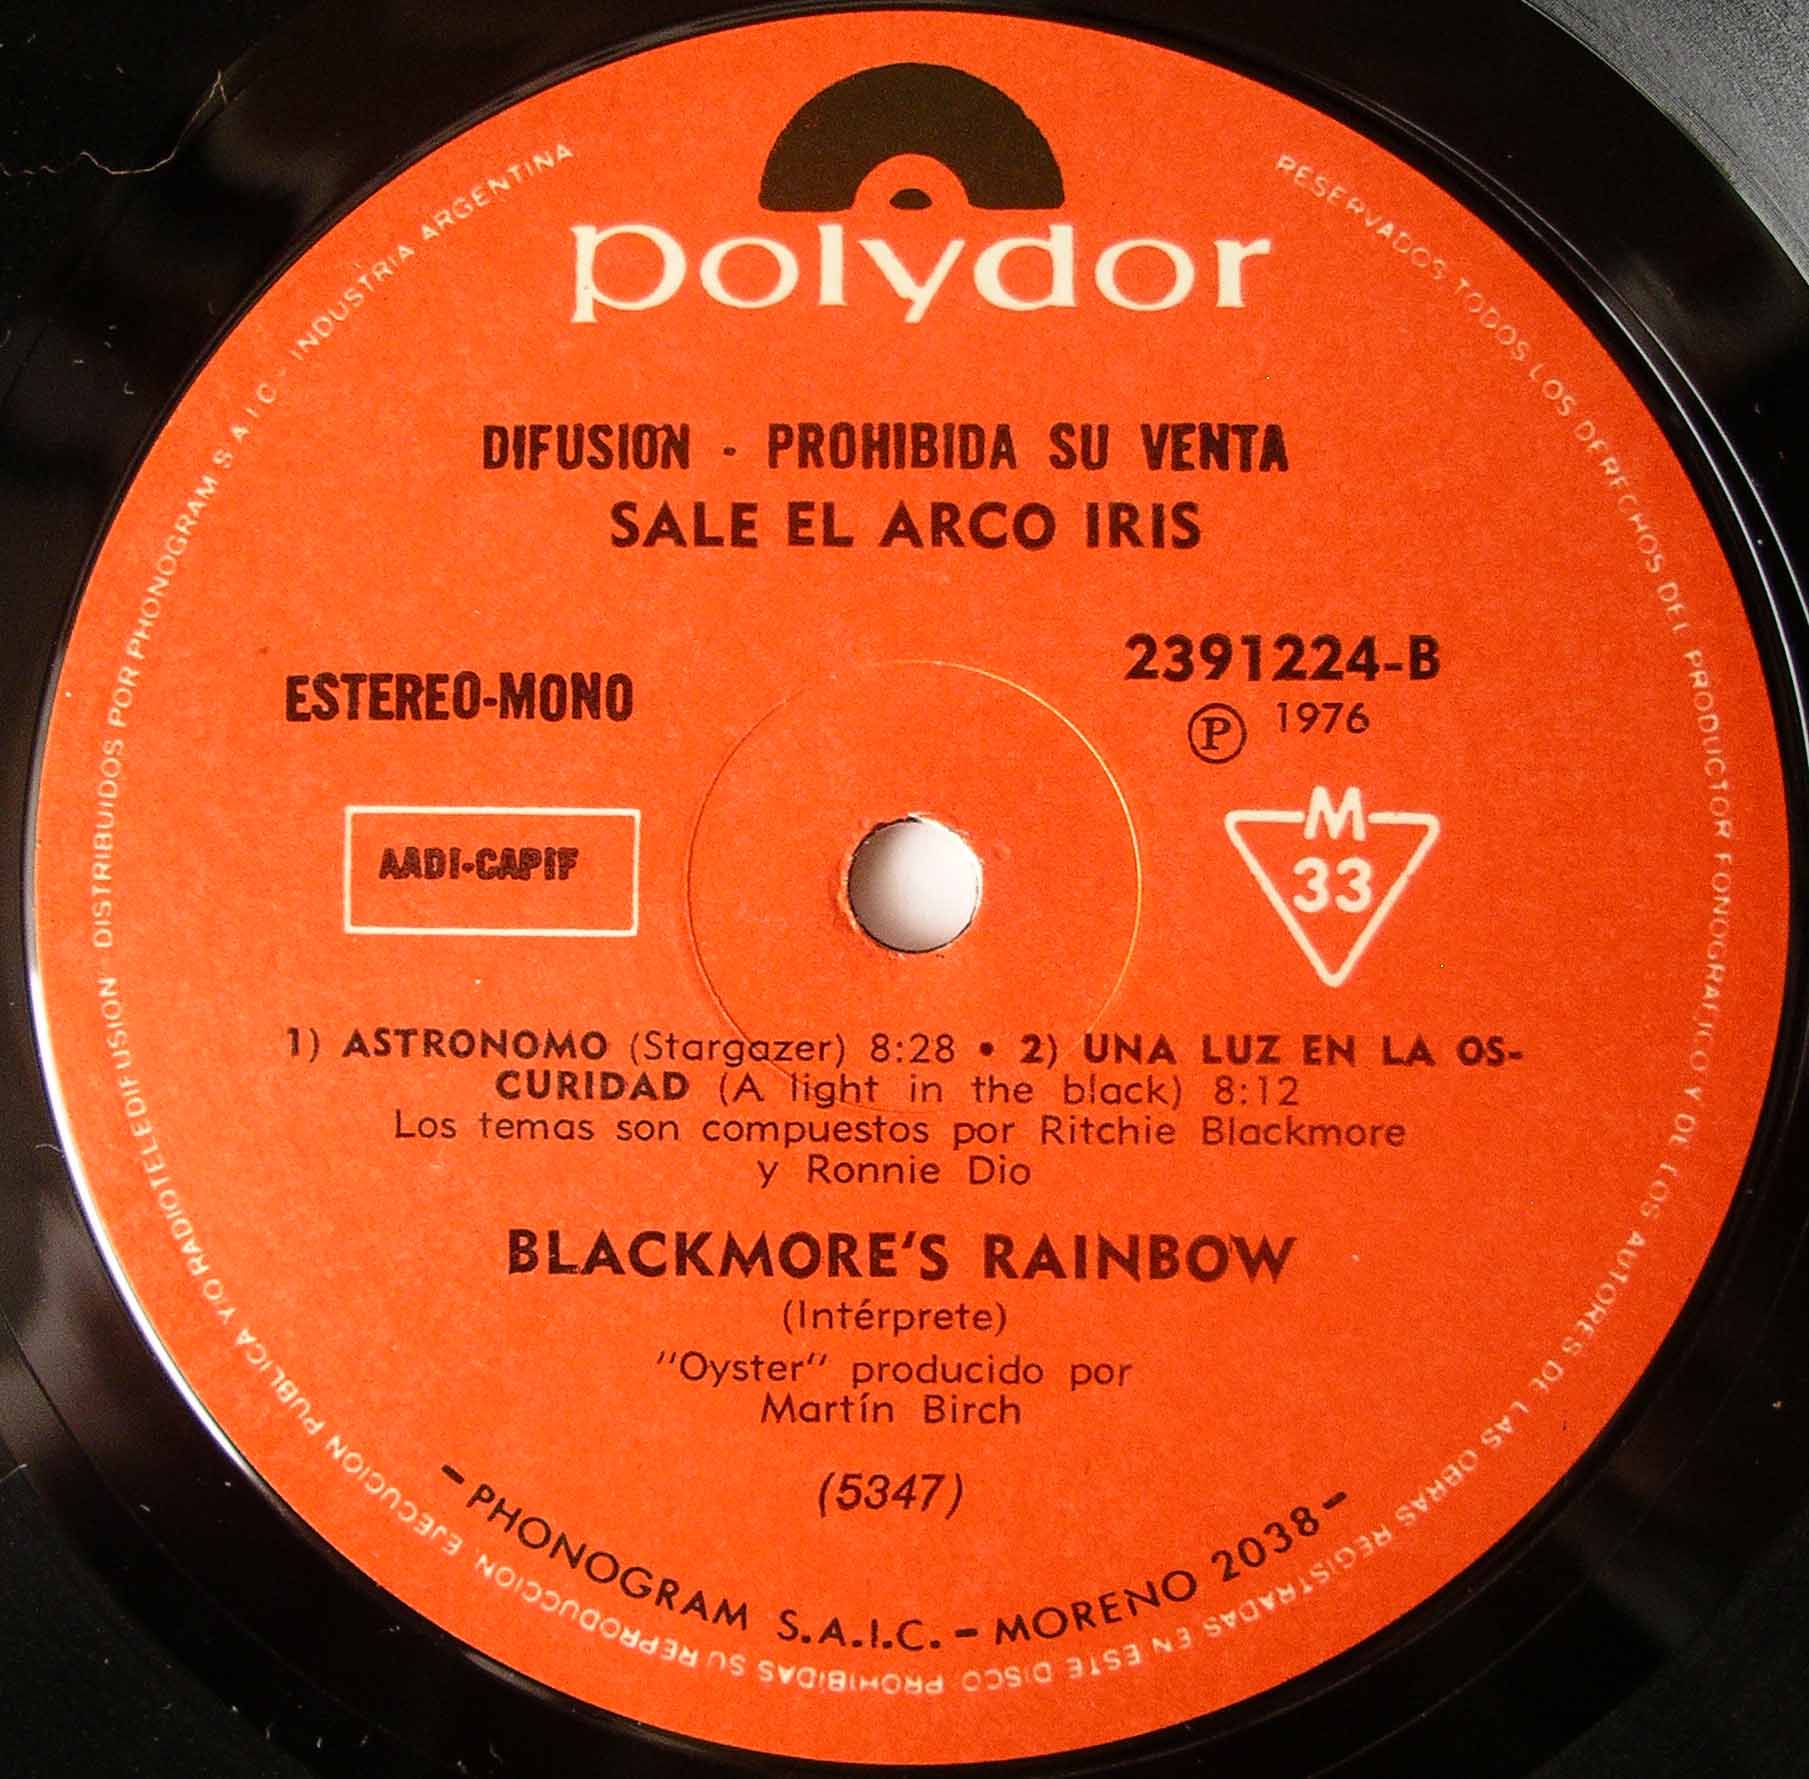 polydor
DIFUSION - PROHIBIDA SU VENTA
SALE EL ARCO IRIS
ESTEREO-MONO
2391224-B
Ⓟ 1976
AADI-CAPIF
M
33
1) ASTRONOMO (Stargazer) 8:28 • 2) UNA LUZ EN LA OS-
CURIDAD (A light in the black) 8:12
Los temas son compuestos por Ritchie Blackmore
y Ronnie Dio
BLACKMORE'S RAINBOW
(Intérprete)
"Oyster" producido por
Martín Birch
(5347)
- PHONOGRAM S.A.I.C. - MORENO 2038 -
RESERVADOS TODOS LOS DERECHOS DEL PRODUCTOR FONOGRAFICO Y DE LOS AUTORES DE LAS OBRAS REGISTRADAS EN ESTE DISCO. PROHIBIDAS SU REPRODUCCION, EJECUCION PUBLICA Y/O RADIOTELEDIFUSION - DISTRIBUIDOS POR PHONOGRAM S.A.I.C. - INDUSTRIA ARGENTINA